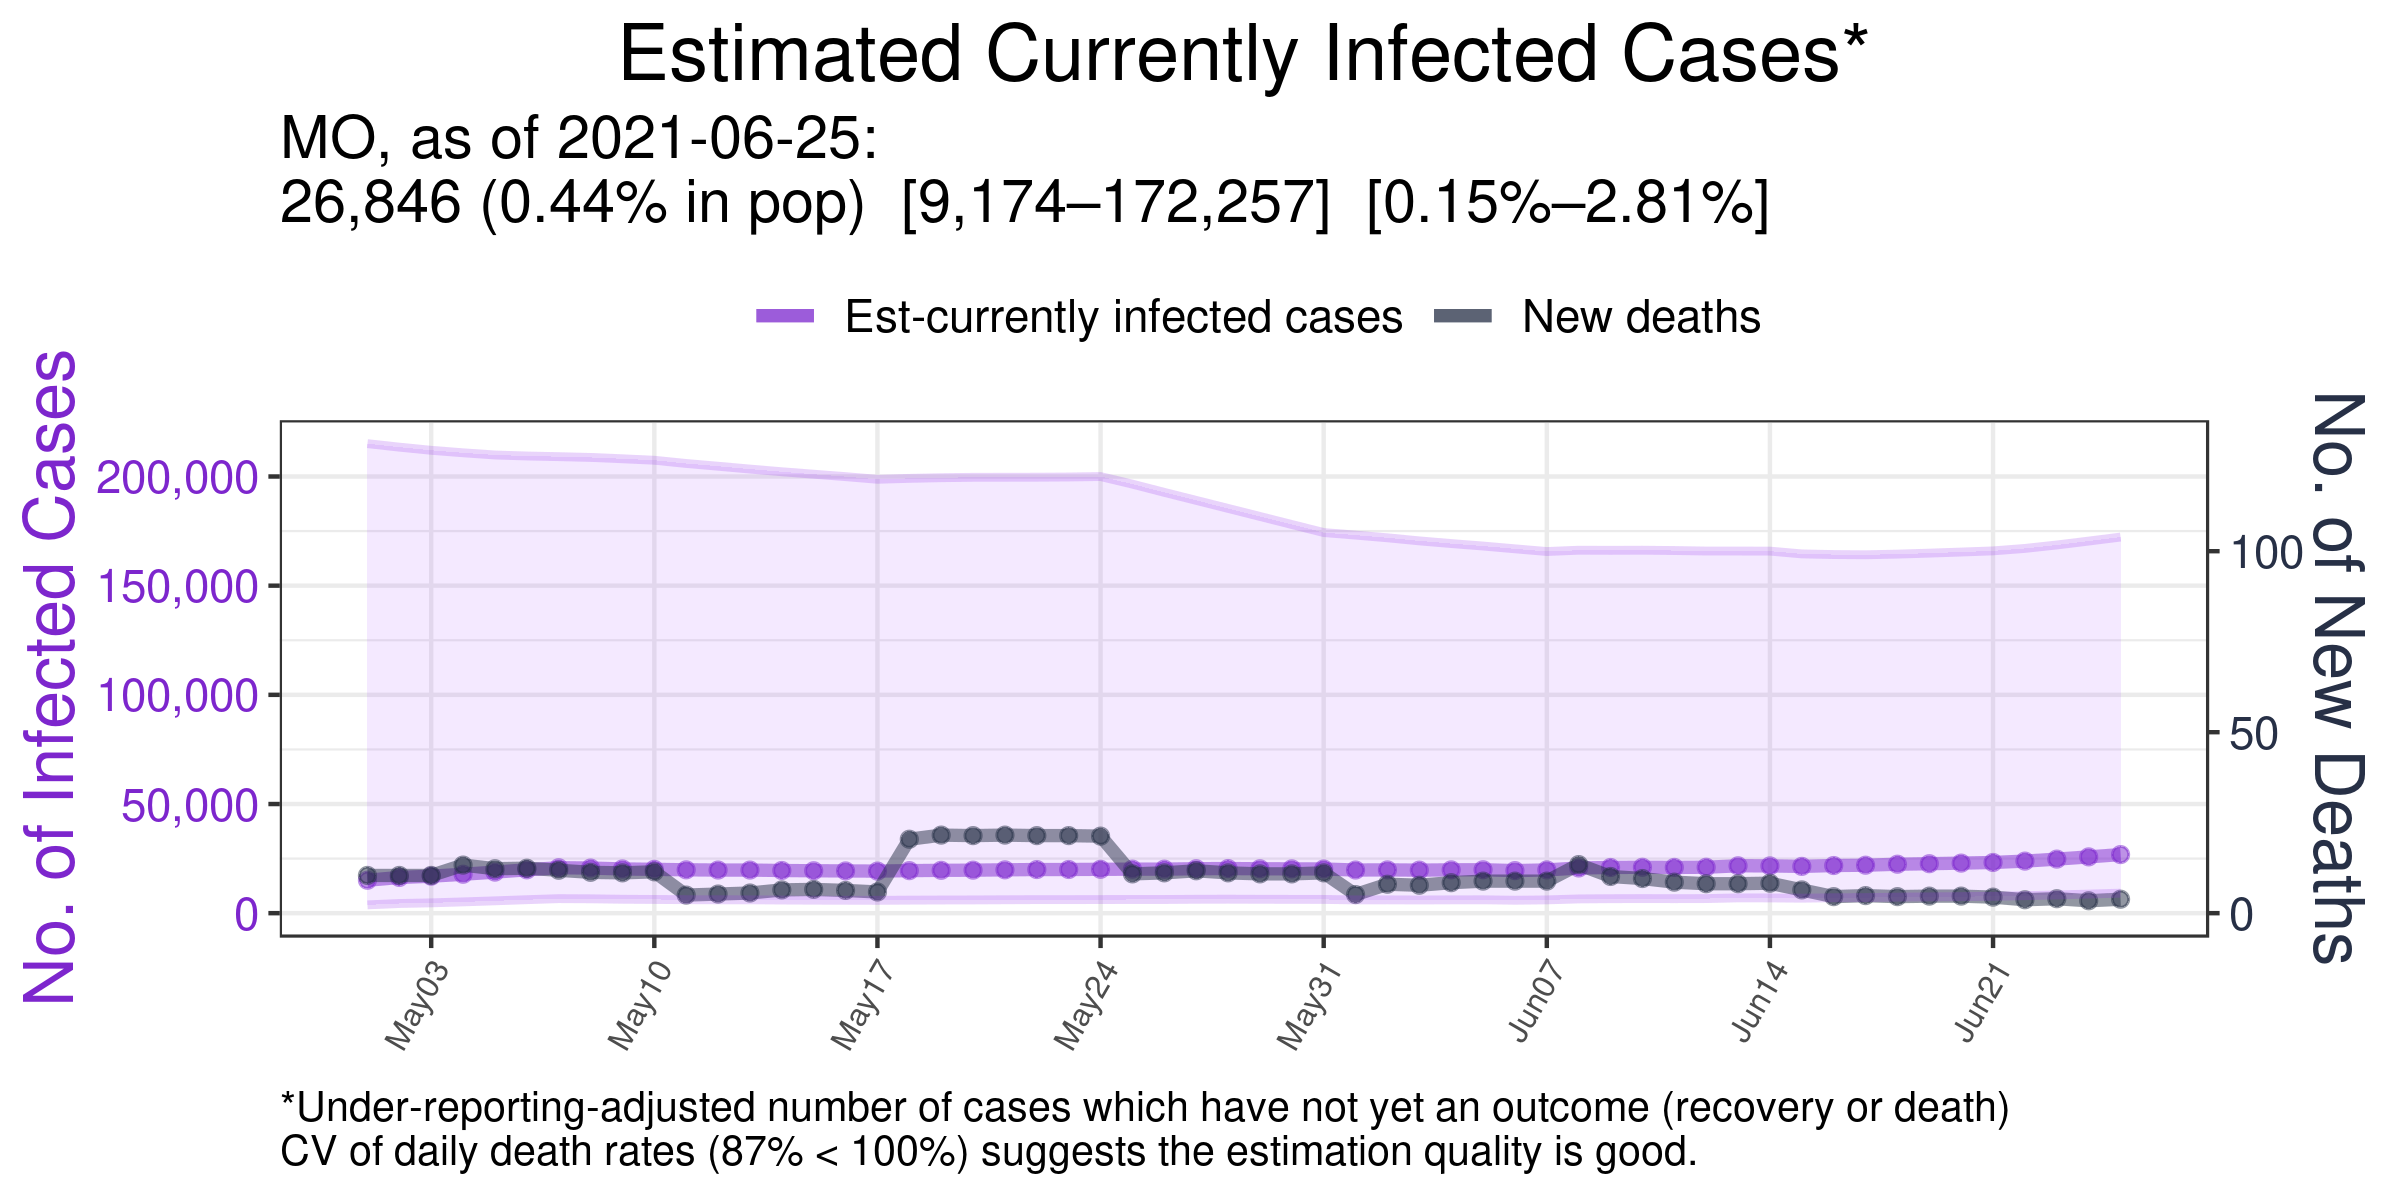 Estimated Currently Infected Cases*
MO, as of 2021-06-25:
26,846 (0.44% in pop)  [9,174–172,257]  [0.15%–2.81%]
Est-currently infected cases
New deaths
No. of Infected Cases
200,000
150,000
100,000
50,000
0
No. of New Deaths
100
50
0
May03
May10
May17
May24
May31
Jun07
Jun14
Jun21
*Under-reporting-adjusted number of cases which have not yet an outcome (recovery or death)
CV of daily death rates (87% < 100%) suggests the estimation quality is good.